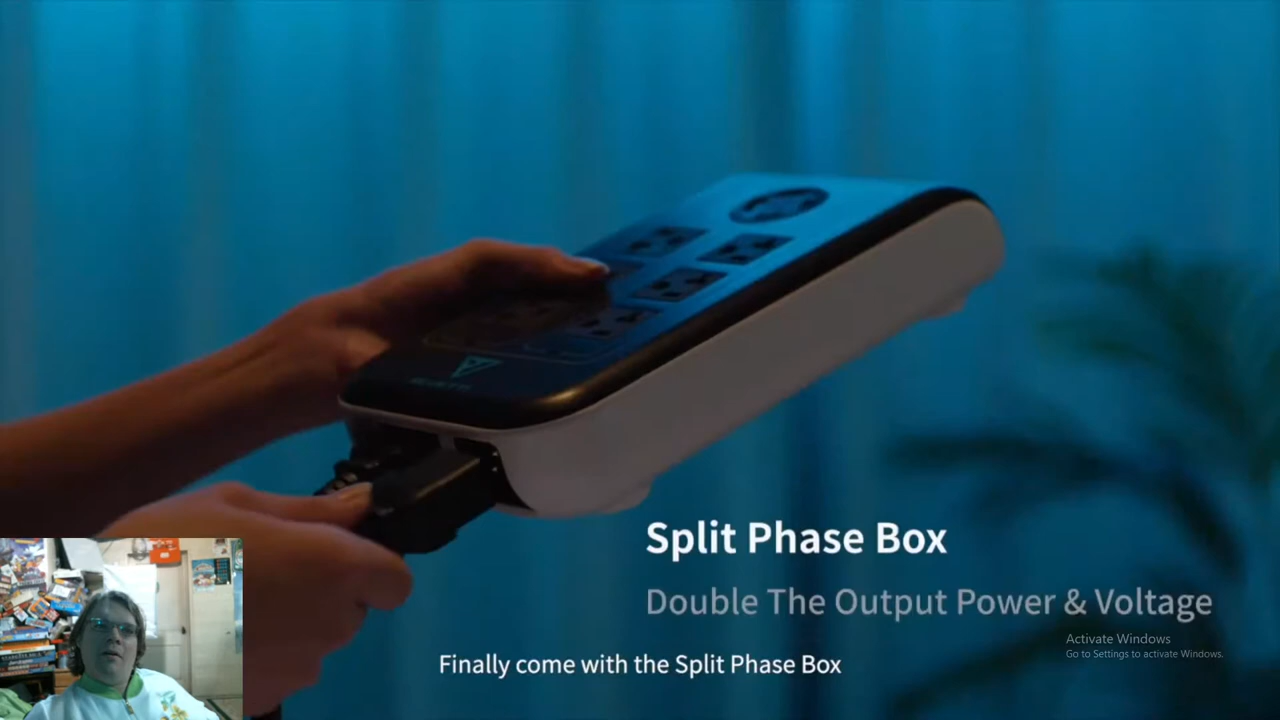 Split Phase Box
Double The Output Power & Voltage
Activate Windows
Go to Settings to activate Windows.
Finally come with the Split Phase Box